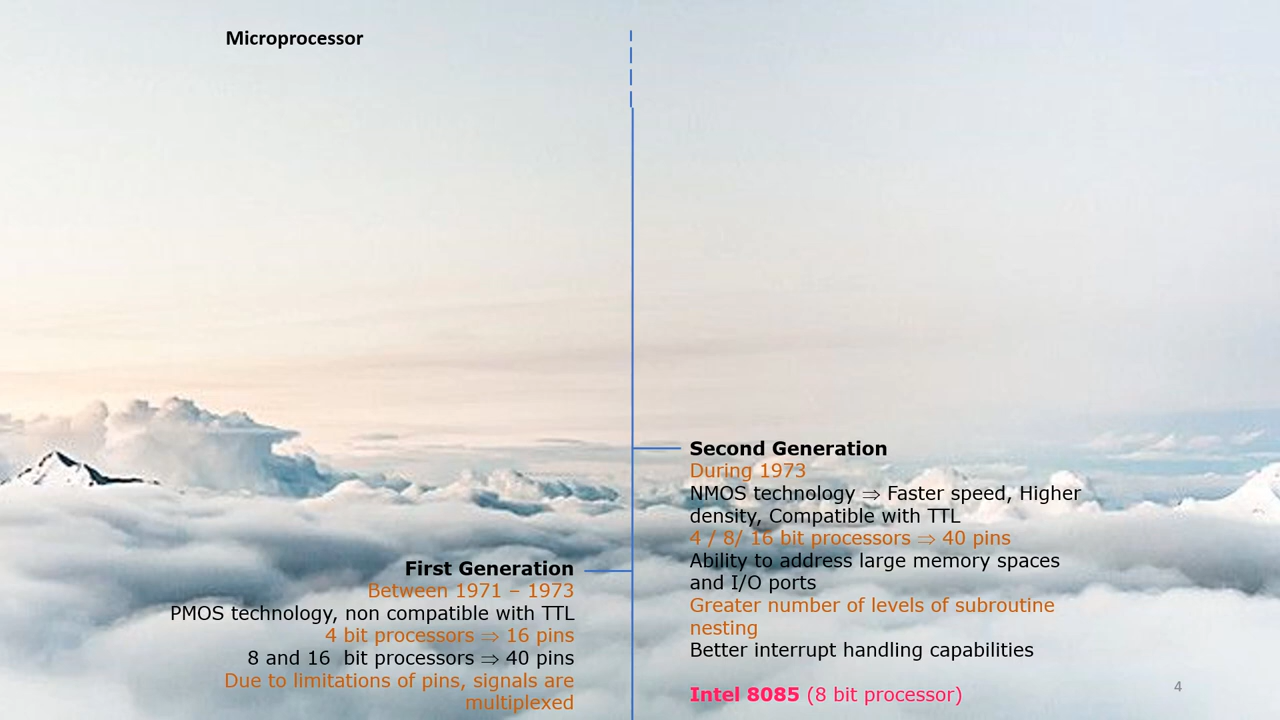 Microprocessor
Second Generation
During 1973
NMOS technology ⇒ Faster speed, Higher
density, Compatible with TTL
4 / 8/ 16 bit processors ⇒ 40 pins
Ability to address large memory spaces
and I/O ports
Greater number of levels of subroutine
nesting
Better interrupt handling capabilities
Intel 8085 (8 bit processor)
First Generation
Between 1971 – 1973
PMOS technology, non compatible with TTL
4 bit processors ⇒ 16 pins
8 and 16  bit processors ⇒ 40 pins
Due to limitations of pins, signals are
multiplexed
4